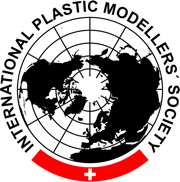 INTERNATIONAL PLASTIC MODELLERS' SOCIETY